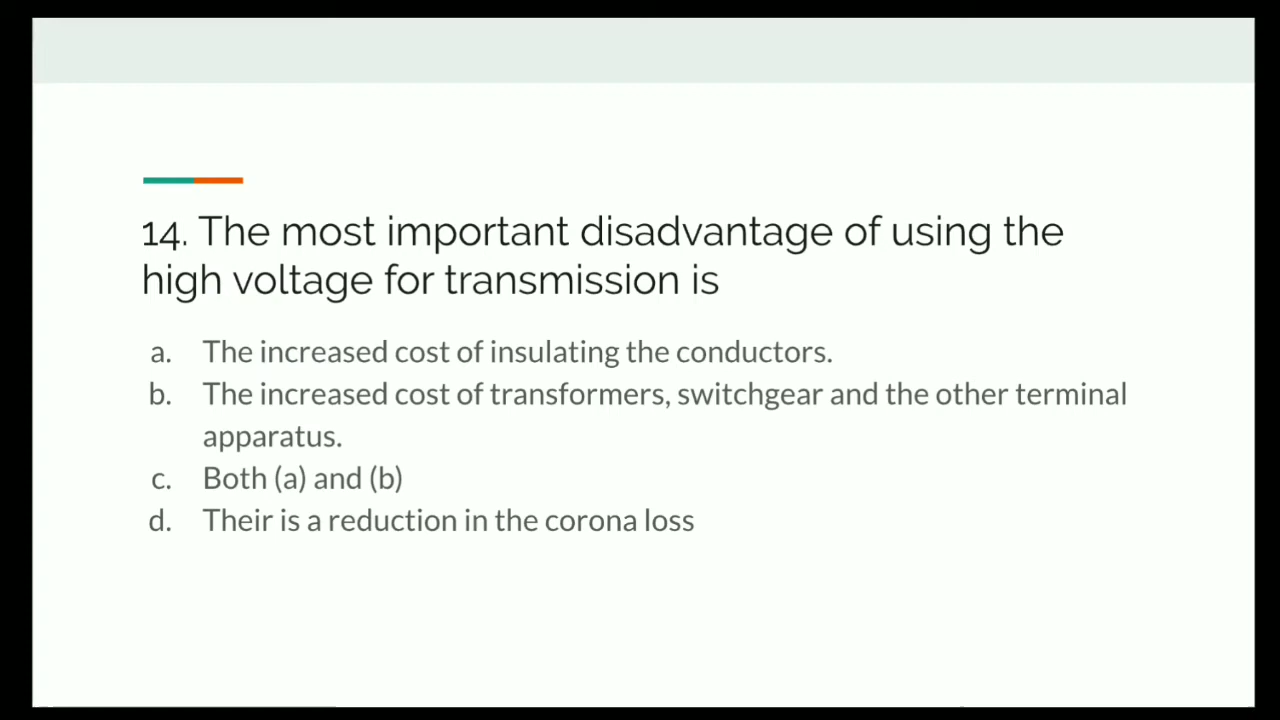 14. The most important disadvantage of using the
high voltage for transmission is
a. The increased cost of insulating the conductors.
b. The increased cost of transformers, switchgear and the other terminal
apparatus.
c. Both (a) and (b)
d. Their is a reduction in the corona loss